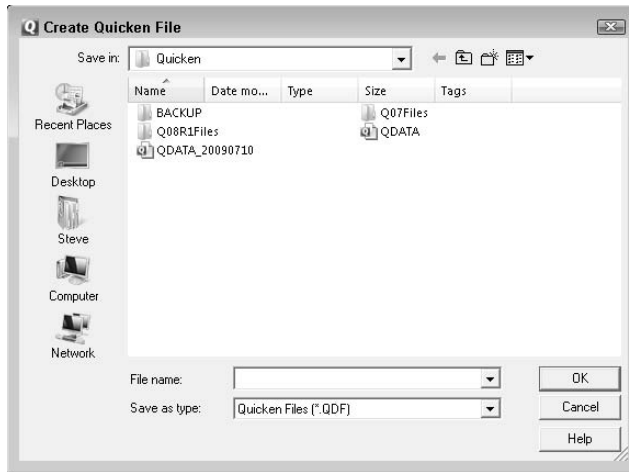 Create Quicken File
Save in: Quicken
Name Date mo... Type Size Tags
BACKUP Q07Files
Q08R1Files QDATA
QDATA_20090710
Recent Places
Desktop
Steve
Computer
Network
File name:
Save as type: Quicken Files (*.QDF)
OK
Cancel
Help